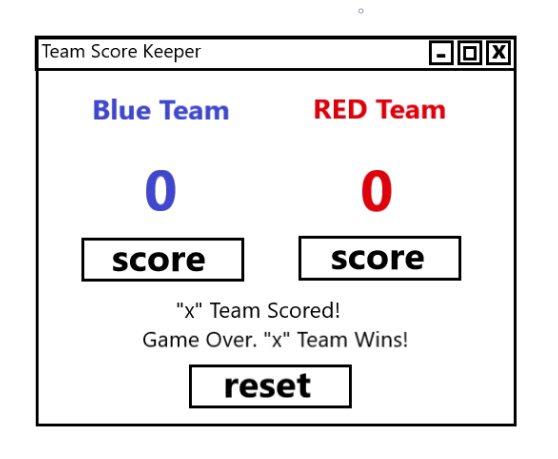 Team Score Keeper - X
Blue Team RED Team
0 0
score score
"x" Team Scored!
Game Over. "x" Team Wins!
reset